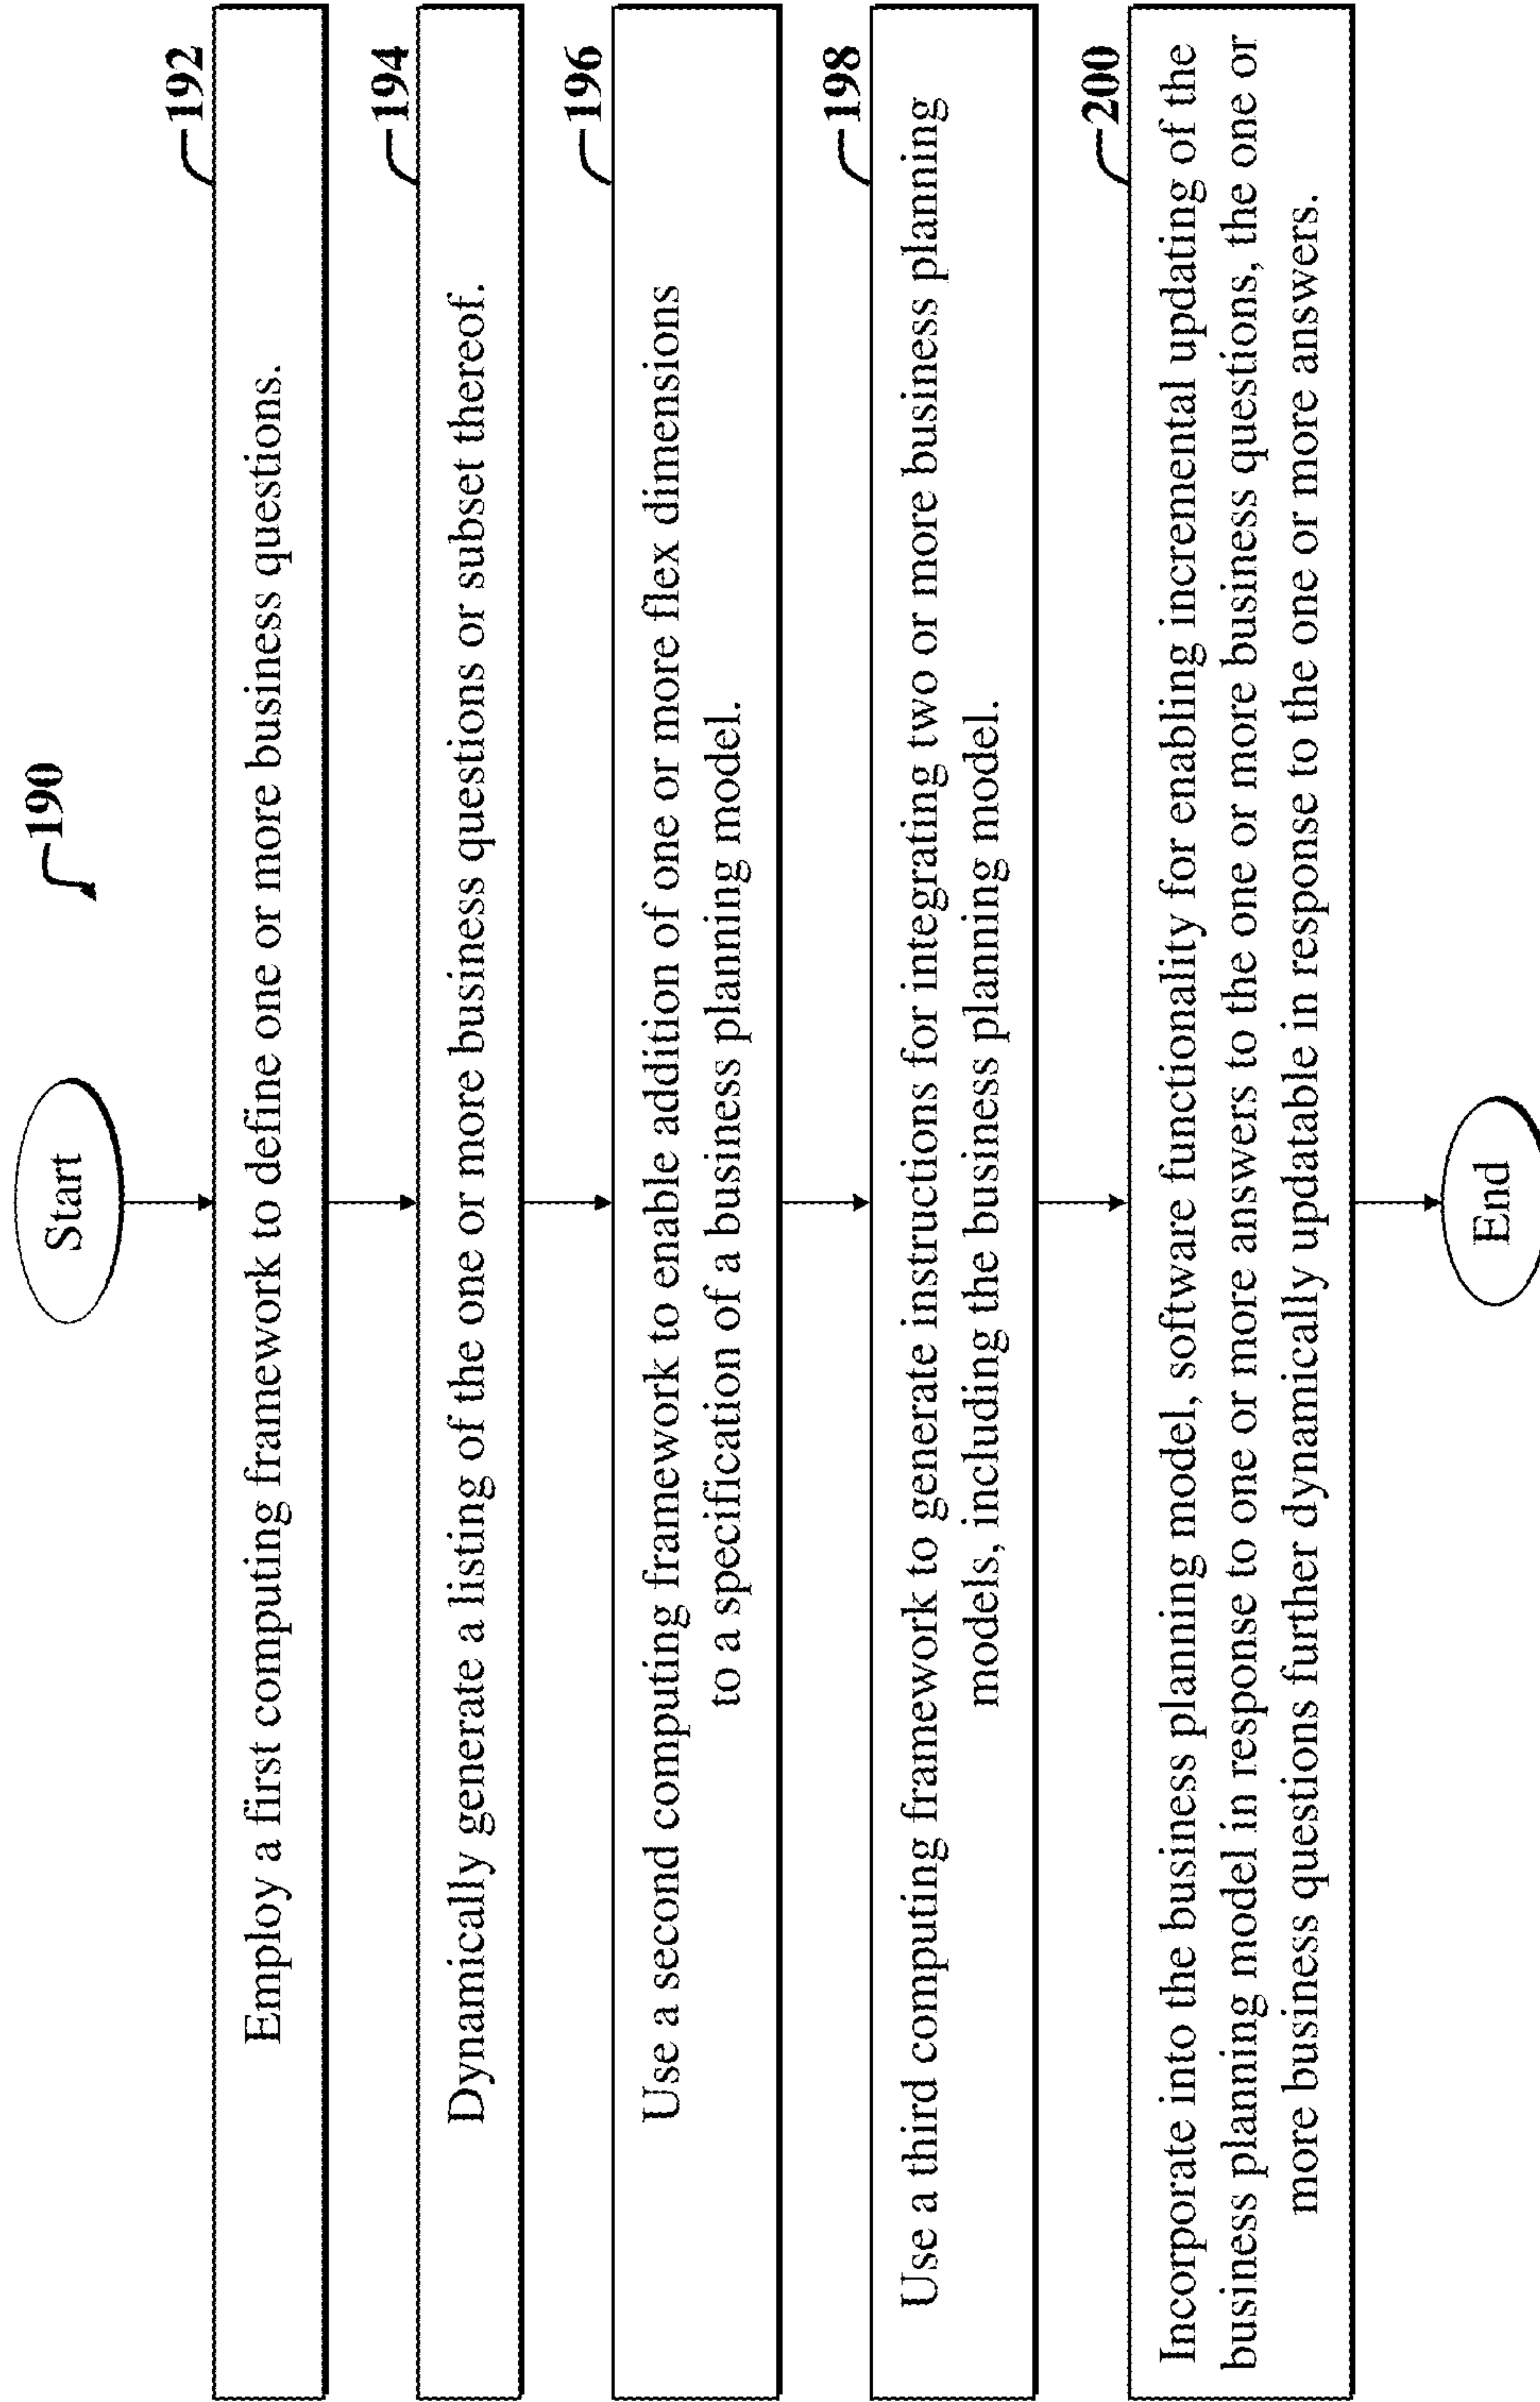 190
Start
192
Employ a first computing framework to define one or more business questions.
194
Dynamically generate a listing of the one or more business questions or subset thereof.
196
Use a second computing framework to enable addition of one or more flex dimensions
to a specification of a business planning model.
198
Use a third computing framework to generate instructions for integrating two or more business planning
models, including the business planning model.
200
Incorporate into the business planning model, software functionality for enabling incremental updating of the
business planning model in response to one or more answers to the one or more business questions, the one or
more business questions further dynamically updatable in response to the one or more answers.
End